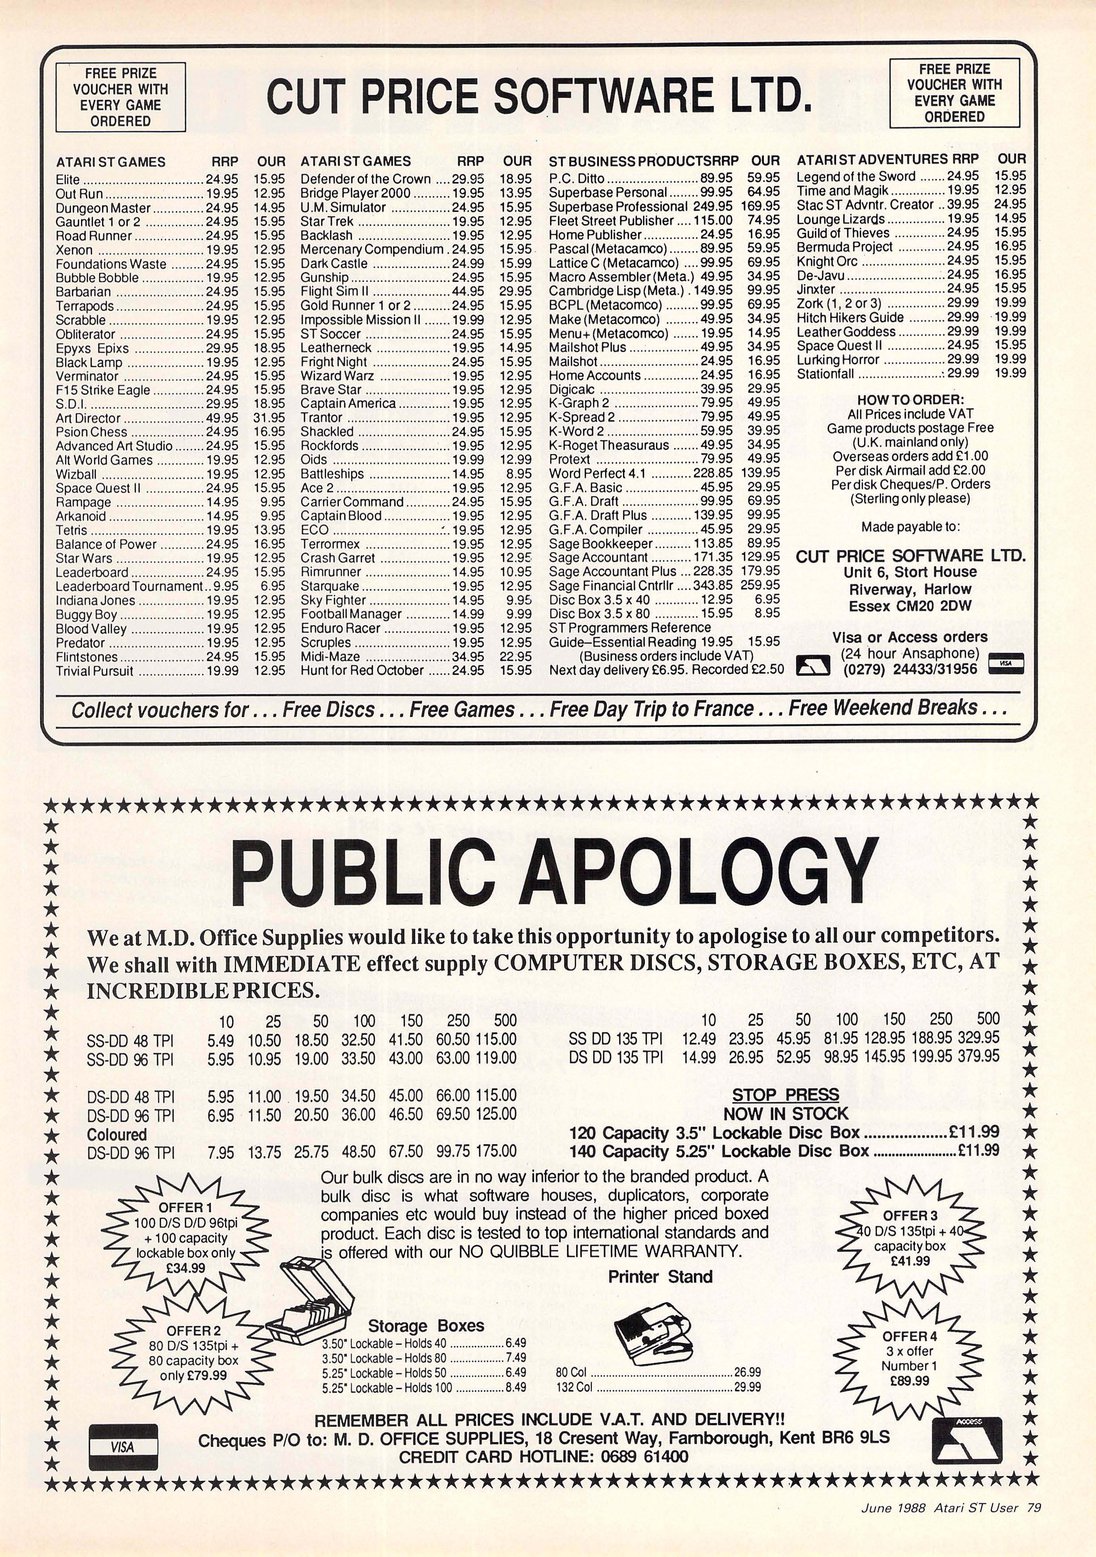 FREE PRIZE
VOUCHER WITH
EVERY GAME
ORDERED
CUT PRICE SOFTWARE LTD.
FREE PRIZE
VOUCHER WITH
EVERY GAME
ORDERED
ATARI ST GAMES RRP OUR
Elite 24.95 15.95
Out Run 19.95 12.95
Dungeon Master 24.95 14.95
Gauntlet 1 or 2 24.95 15.95
Road Runner 24.95 15.95
Xenon 19.95 12.95
Foundations Waste 24.95 15.95
Bubble Bobble 19.95 12.95
Barbarian 24.95 15.95
Terrapods 24.95 15.95
Scrabble 19.95 12.95
Obliterator 24.95 15.95
Epyxs Epixs 29.95 18.95
Black Lamp 19.95 12.95
Verminator 24.95 15.95
F15 Strike Eagle 24.95 15.95
S.D.I. 29.95 18.95
Art Director 49.95 31.95
Psion Chess 24.95 16.95
Advanced Art Studio 24.95 15.95
Alt World Games 19.95 12.95
Wizball 19.95 12.95
Space Quest II 24.95 15.95
Rampage 14.95 9.95
Arkanoid 14.95 9.95
Tetris 19.95 13.95
Balance of Power 24.95 16.95
Star Wars 19.95 12.95
Leaderboard 24.95 15.95
Leaderboard Tournament.. 9.95 6.95
Indiana Jones 19.95 12.95
Buggy Boy 19.95 12.95
Blood Valley 19.95 12.95
Predator 19.95 12.95
Flintstones 24.95 15.95
Trivial Pursuit 19.99 12.95
ATARI ST GAMES RRP OUR
Defender of the Crown .... 29.95 18.95
Bridge Player 2000 19.95 13.95
U.M. Simulator 24.95 15.95
Star Trek 19.95 12.95
Backlash 19.95 12.95
Mercenary Compendium . 24.95 15.95
Dark Castle 24.99 15.99
Gunship 24.95 15.95
Flight Sim II 44.95 29.95
Gold Runner 1 or 2 24.95 15.95
Impossible Mission II 19.99 12.95
ST Soccer 24.95 15.95
Leatherneck 19.95 14.95
Fright Night 24.95 15.95
Wizard Warz 19.95 12.95
Brave Star 19.95 12.95
Captain America 19.95 12.95
Trantor 19.95 12.95
Shackled 24.95 15.95
Rockfords 19.95 12.95
Oids 19.99 12.95
Battleships 14.95 8.95
Ace 2 19.95 12.95
Carrier Command 24.95 15.95
Captain Blood 19.95 12.95
ECO 19.95 12.95
Terrormex 19.95 12.95
Crash Garret 19.95 12.95
Rimrunner 14.95 10.95
Starquake 19.95 12.95
Sky Fighter 14.95 9.95
Football Manager 14.99 9.99
Enduro Racer 19.95 12.95
Scruples 19.95 12.95
Midi-Maze 34.95 22.95
Hunt for Red October 24.95 15.95
ST BUSINESS PRODUCTS RRP OUR
P.C. Ditto 89.95 59.95
Superbase Personal 99.95 64.95
Superbase Professional 249.95 169.95
Fleet Street Publisher .... 115.00 74.95
Home Publisher 24.95 16.95
Pascal (Metacamco) 89.95 59.95
Lattice C (Metacamco) .... 99.95 69.95
Macro Assembler (Meta.) 49.95 34.95
Cambridge Lisp (Meta.) . 149.95 99.95
BCPL (Metacomco) 99.95 69.95
Make (Metacomco) 49.95 34.95
Menu+ (Metacomco) 19.95 14.95
Mailshot Plus 49.95 34.95
Mailshot 24.95 16.95
Home Accounts 24.95 16.95
Digicalc 39.95 29.95
K-Graph 2 79.95 49.95
K-Spread 2 79.95 49.95
K-Word 2 59.95 39.95
K-Roget Theasuraus 49.95 34.95
Protext 79.95 49.95
Word Perfect 4.1 228.85 139.95
G.F.A. Basic 45.95 29.95
G.F.A. Draft 99.95 69.95
G.F.A. Draft Plus 139.95 99.95
G.F.A. Compiler 45.95 29.95
Sage Bookkeeper 113.85 89.95
Sage Accountant 171.35 129.95
Sage Accountant Plus ... 228.35 179.95
Sage Financial Cntrllr .... 343.85 259.95
Disc Box 3.5 x 40 12.95 6.95
Disc Box 3.5 x 80 15.95 8.95
ST Programmers Reference
Guide–Essential Reading 19.95 15.95
(Business orders include VAT)
Next day delivery £6.95. Recorded £2.50
ATARI ST ADVENTURES RRP OUR
Legend of the Sword 24.95 15.95
Time and Magik 19.95 12.95
Stac ST Advntr. Creator .. 39.95 24.95
Lounge Lizards 19.95 14.95
Guild of Thieves 24.95 15.95
Bermuda Project 24.95 16.95
Knight Orc 24.95 15.95
De-Javu 24.95 16.95
Jinxter 24.95 15.95
Zork (1, 2 or 3) 29.99 19.99
Hitch Hikers Guide 29.99 19.99
Leather Goddess 29.99 19.99
Space Quest II 24.95 15.95
Lurking Horror 29.99 19.99
Stationfall 29.99 19.99
HOW TO ORDER:
All Prices include VAT
Game products postage Free
(U.K. mainland only)
Overseas orders add £1.00
Per disk Airmail add £2.00
Per disk Cheques/P. Orders
(Sterling only please)
Made payable to:
CUT PRICE SOFTWARE LTD.
Unit 6, Stort House
Riverway, Harlow
Essex CM20 2DW
Visa or Access orders
(24 hour Ansaphone)
(0279) 24433/31956
VISA
Collect vouchers for . . . Free Discs . . . Free Games . . . Free Day Trip to France . . . Free Weekend Breaks . . .
PUBLIC APOLOGY
We at M.D. Office Supplies would like to take this opportunity to apologise to all our competitors.
We shall with IMMEDIATE effect supply COMPUTER DISCS, STORAGE BOXES, ETC, AT
INCREDIBLE PRICES.
10 25 50 100 150 250 500
SS-DD 48 TPI 5.49 10.50 18.50 32.50 41.50 60.50 115.00
SS-DD 96 TPI 5.95 10.95 19.00 33.50 43.00 63.00 119.00
DS-DD 48 TPI 5.95 11.00 19.50 34.50 45.00 66.00 115.00
DS-DD 96 TPI 6.95 11.50 20.50 36.00 46.50 69.50 125.00
Coloured
DS-DD 96 TPI 7.95 13.75 25.75 48.50 67.50 99.75 175.00
10 25 50 100 150 250 500
SS DD 135 TPI 12.49 23.95 45.95 81.95 128.95 188.95 329.95
DS DD 135 TPI 14.99 26.95 52.95 98.95 145.95 199.95 379.95
STOP PRESS
NOW IN STOCK
120 Capacity 3.5" Lockable Disc Box £11.99
140 Capacity 5.25" Lockable Disc Box £11.99
Our bulk discs are in no way inferior to the branded product. A
bulk disc is what software houses, duplicators, corporate
companies etc would buy instead of the higher priced boxed
product. Each disc is tested to top international standards and
is offered with our NO QUIBBLE LIFETIME WARRANTY.
OFFER 1
100 D/S D/D 96tpi
+ 100 capacity
lockable box only
£34.99
OFFER 2
80 D/S 135tpi +
80 capacity box
only £79.99
OFFER 3
40 D/S 135tpi + 40
capacity box
£41.99
OFFER 4
3 x offer
Number 1
£89.99
Storage Boxes
3.50" Lockable – Holds 40 6.49
3.50" Lockable – Holds 80 7.49
5.25" Lockable – Holds 50 6.49
5.25" Lockable – Holds 100 8.49
Printer Stand
80 Col 26.99
132 Col 29.99
REMEMBER ALL PRICES INCLUDE V.A.T. AND DELIVERY!!
Cheques P/O to: M. D. OFFICE SUPPLIES, 18 Cresent Way, Farnborough, Kent BR6 9LS
CREDIT CARD HOTLINE: 0689 61400
VISA
Access
June 1988 Atari ST User 79